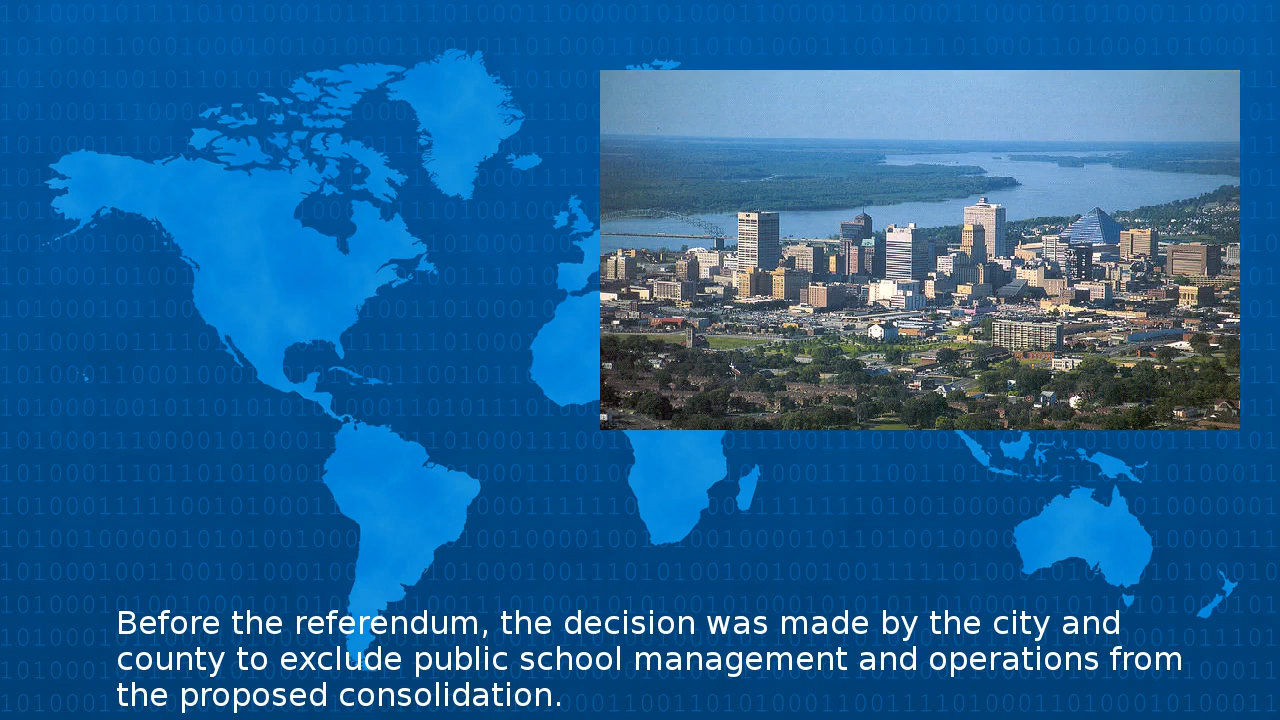 Before the referendum, the decision was made by the city and
county to exclude public school management and operations from
the proposed consolidation.